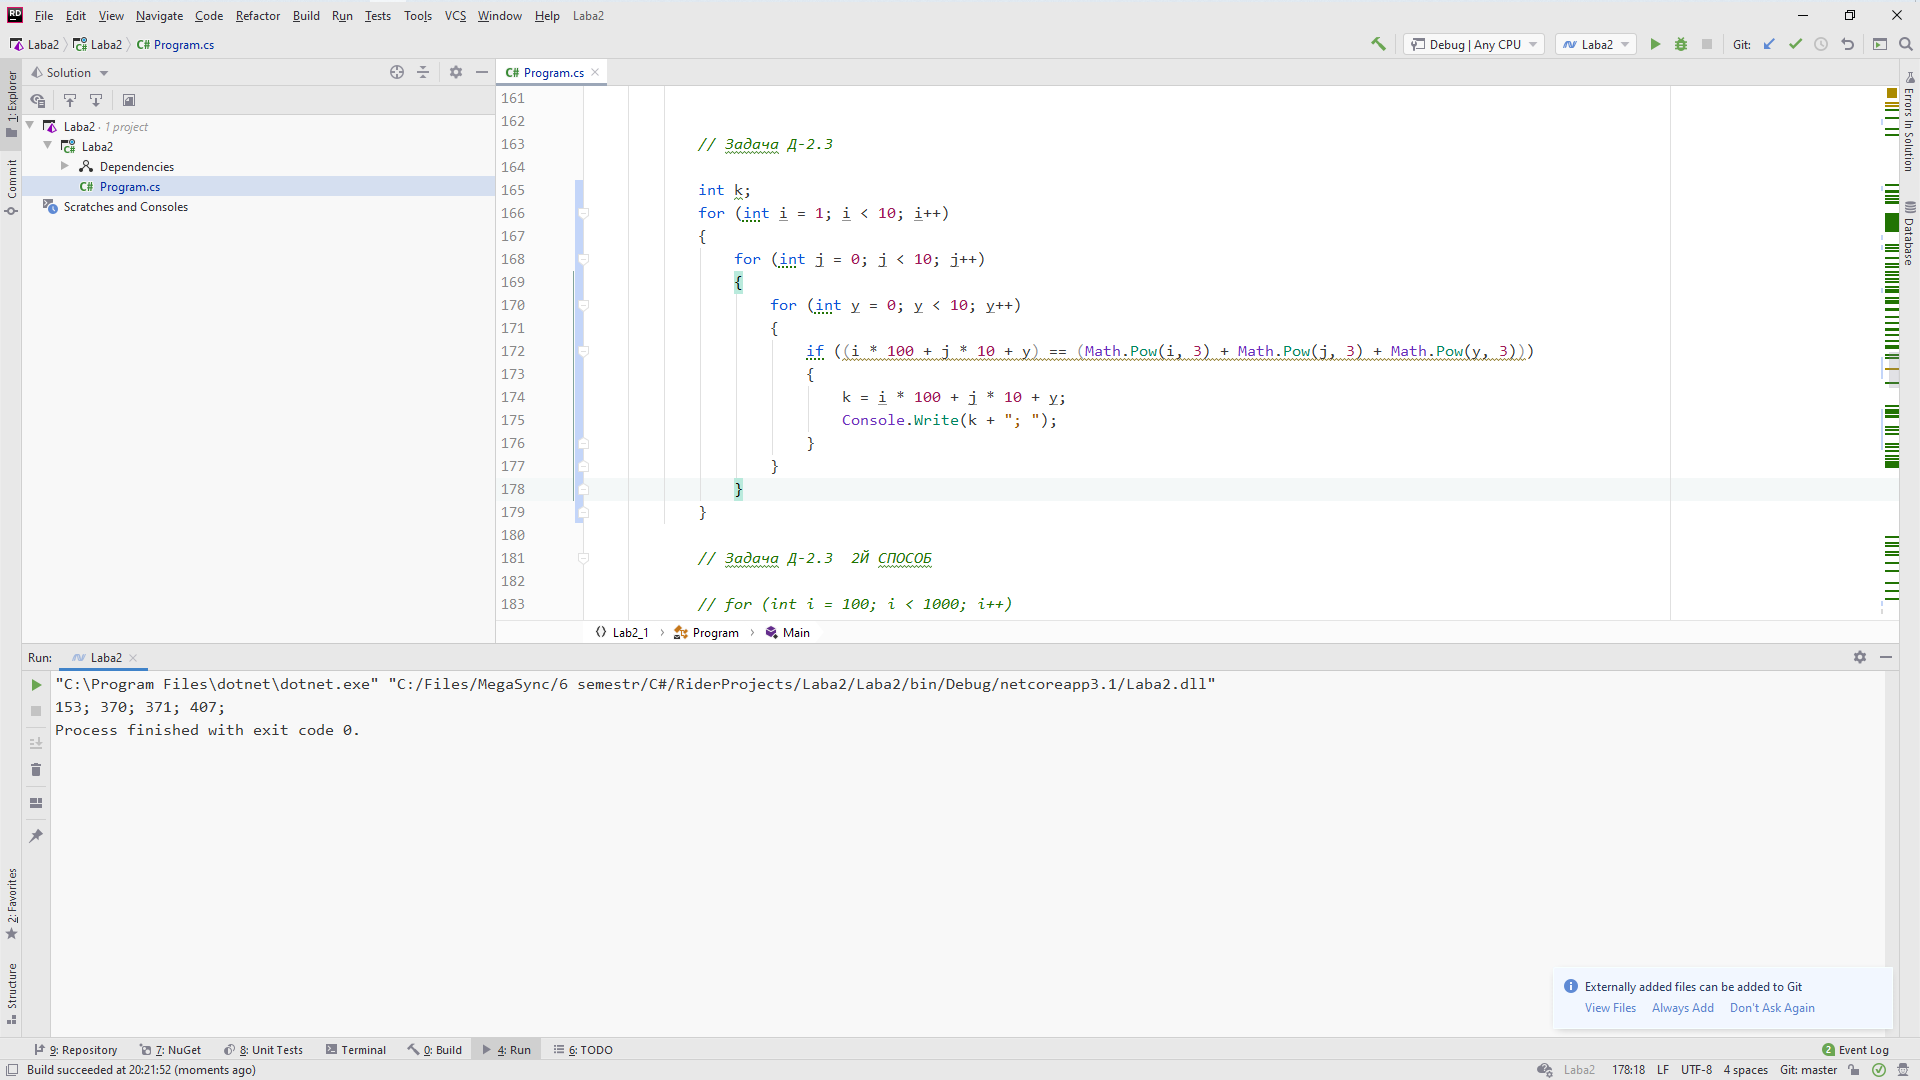 RD File Edit View Navigate Code Refactor Build Run Tests Tools VCS Window Help Laba2
Laba2 Laba2 C# Program.cs Debug | Any CPU Laba2 Git:
Solution
C# Program.cs
Laba2 · 1 project
Laba2
Dependencies
C# Program.cs
Scratches and Consoles
1: Explorer
Commit
2: Favorites
Structure
Errors In Solution
Database
161
162
163 // Задача Д-2.3
164
165 int k;
166 for (int i = 1; i < 10; i++)
167 {
168 for (int j = 0; j < 10; j++)
169 {
170 for (int y = 0; y < 10; y++)
171 {
172 if ((i * 100 + j * 10 + y) == (Math.Pow(i, 3) + Math.Pow(j, 3) + Math.Pow(y, 3)))
173 {
174 k = i * 100 + j * 10 + y;
175 Console.Write(k + "; ");
176 }
177 }
178 }
179 }
180
181 // Задача Д-2.3  2Й СПОСОБ
182
183 // for (int i = 100; i < 1000; i++)
Lab2_1 › Program › Main
Run: Laba2
"C:\Program Files\dotnet\dotnet.exe" "C:/Files/MegaSync/6 semestr/C#/RiderProjects/Laba2/Laba2/bin/Debug/netcoreapp3.1/Laba2.dll"
153; 370; 371; 407;
Process finished with exit code 0.
Externally added files can be added to Git
View Files Always Add Don't Ask Again
9: Repository 7: NuGet 8: Unit Tests Terminal 0: Build 4: Run 6: TODO 2 Event Log
Build succeeded at 20:21:52 (moments ago) Laba2 178:18 LF UTF-8 4 spaces Git: master